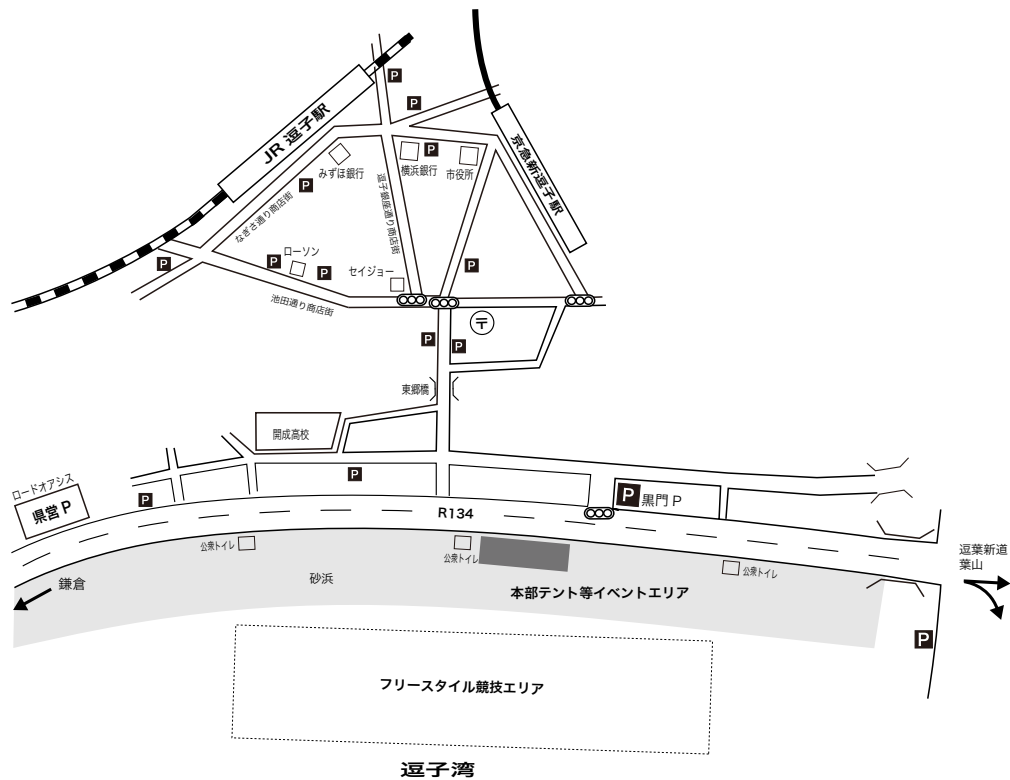 P
P
JR 逗子駅
京急新逗子駅
みずほ銀行
横浜銀行
P
市役所
P
なぎさ通り商店街
逗子銀座通り商店街
ローソン
P
P
P
セイジョー
P
池田通り商店街
〒
P
P
東郷橋
開成高校
P
ロードオアシス
県営 P
P
P
黒門 P
R134
公衆トイレ
公衆トイレ
公衆トイレ
逗葉新道
葉山
鎌倉
砂浜
本部テント等イベントエリア
P
フリースタイル競技エリア
逗子湾